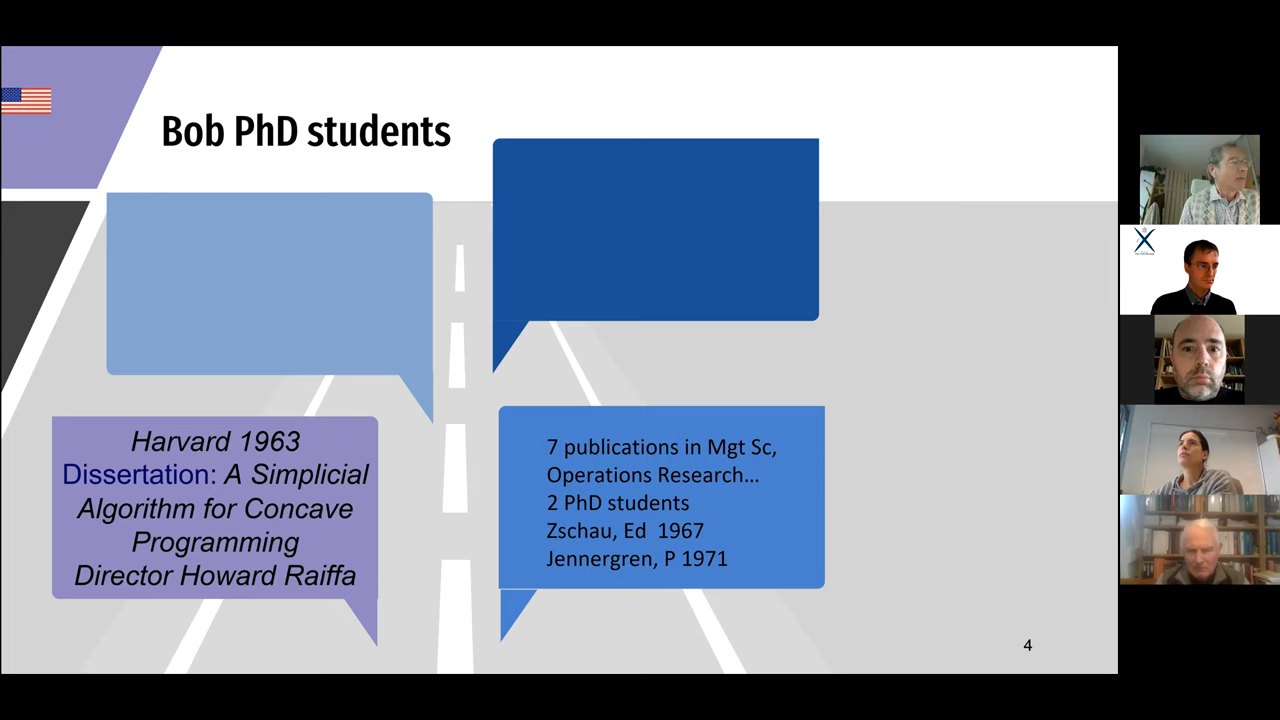 Bob PhD students
Harvard 1963
Dissertation: A Simplicial
Algorithm for Concave
Programming
Director Howard Raiffa
7 publications in Mgt Sc,
Operations Research…
2 PhD students
Zschau, Ed 1967
Jennergren, P 1971
4